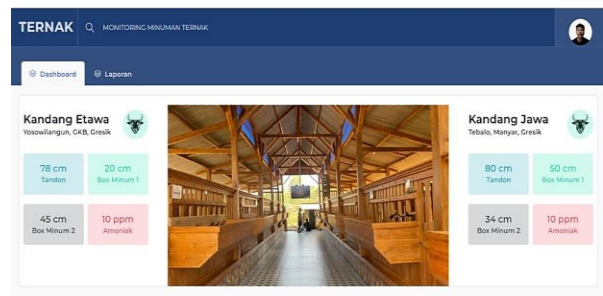 TERNAK
MONITORING MINUMAN TERNAK
Dashboard
Laporan
Kandang Etawa
Yosowilangun, GKB, Gresik
78 cm
Tandon
20 cm
Box Minum 1
45 cm
Box Minum 2
10 ppm
Amoniak
Kandang Jawa
Tebalo, Manyar, Gresik
80 cm
Tandon
50 cm
Box Minum 1
34 cm
Box Minum 2
10 ppm
Amoniak